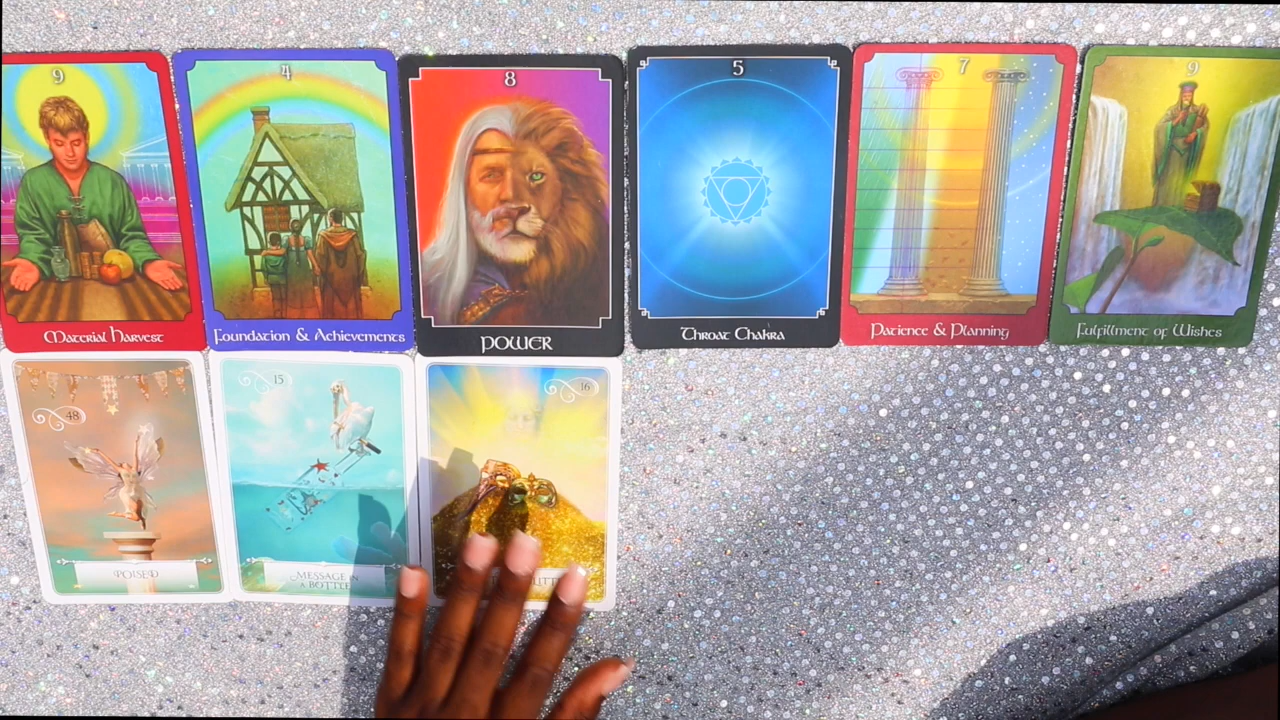 9
4
8
5
7
9
Material Harvest
Foundation & Achievements
POWER
Throat Chakra
Patience & Planning
Fulfillment of Wishes
48
15
16
POISED
MESSAGE IN
A BOTTLE